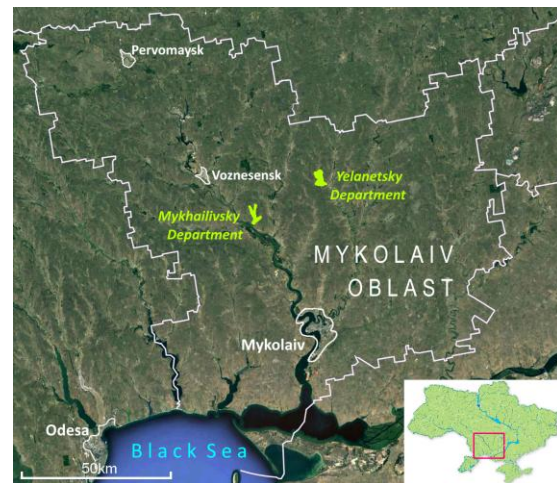 Pervomaysk
Voznesensk
Yelanetsky
Department
Mykhailivsky
Department
MYKOLAIV
OBLAST
Mykolaiv
Odesa
Black Sea
50km